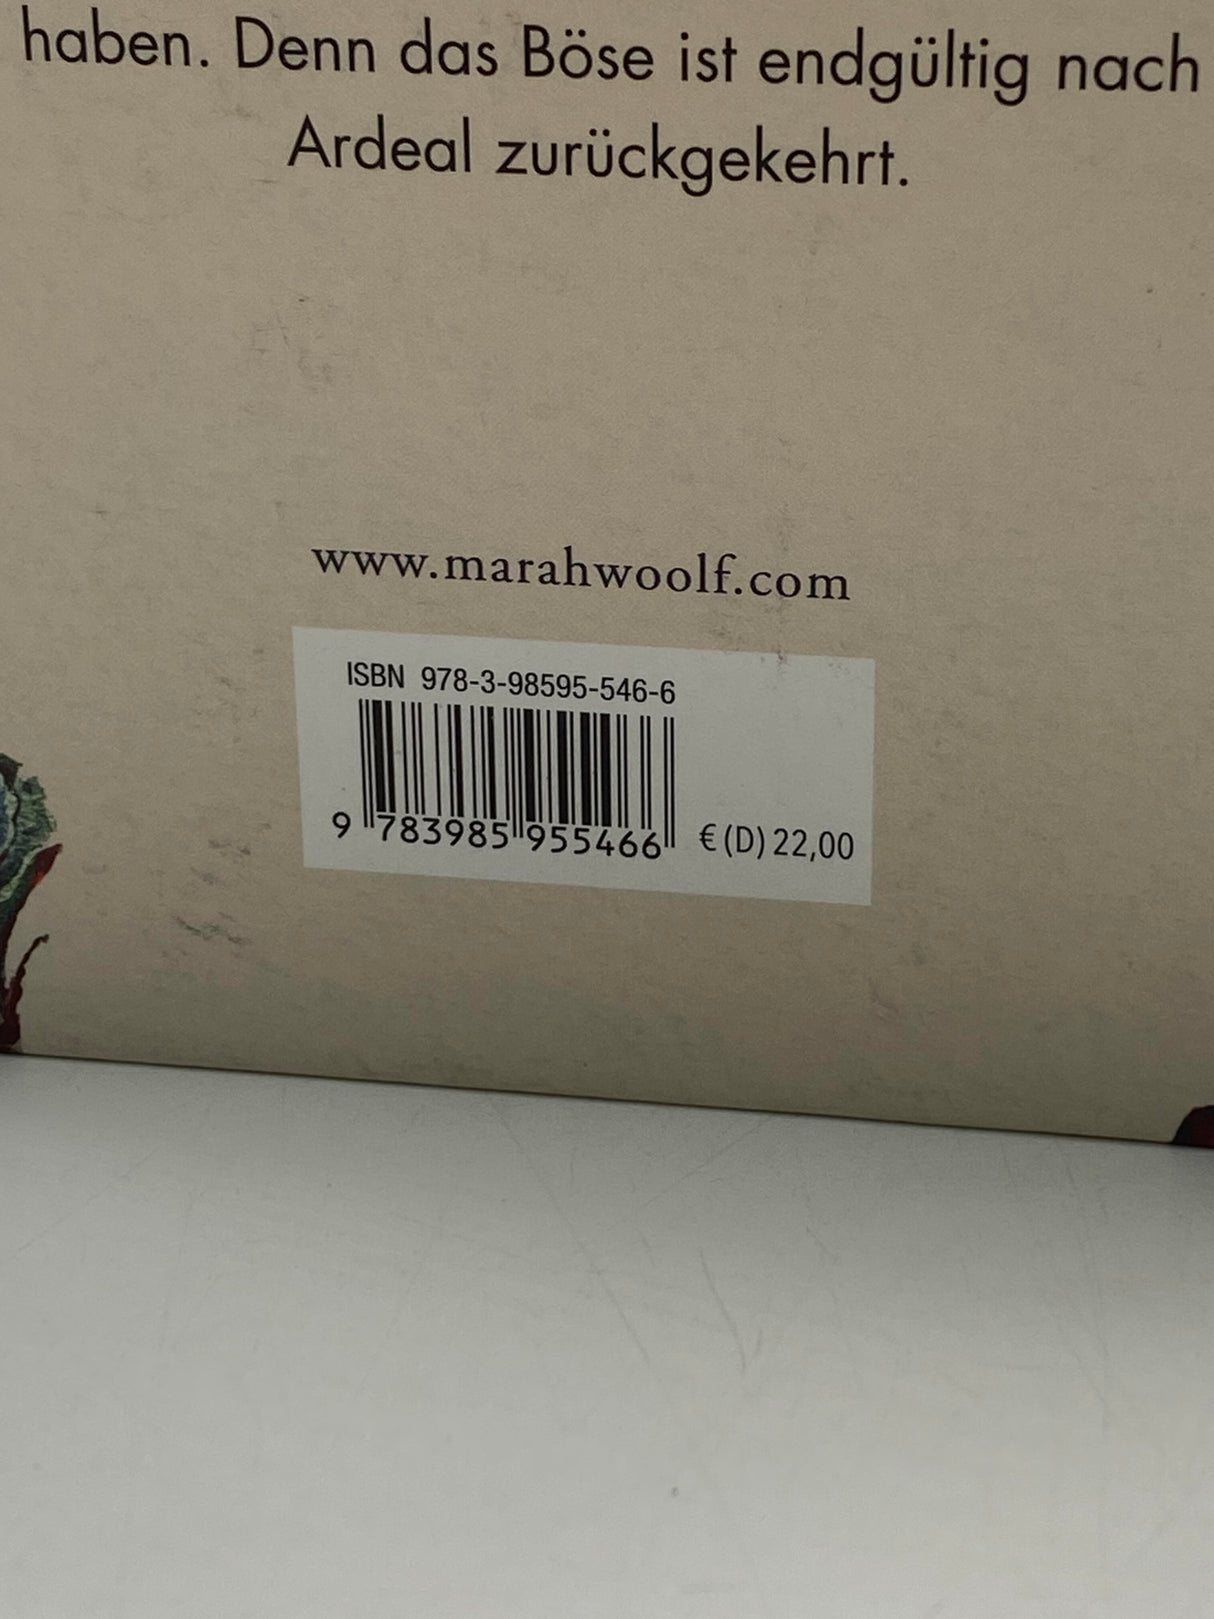 haben. Denn das Böse ist endgültig nach
Ardeal zurückgekehrt.
www.marahwoolf.com
ISBN 978-3-98595-546-6
9 783985 955466 € (D) 22,00